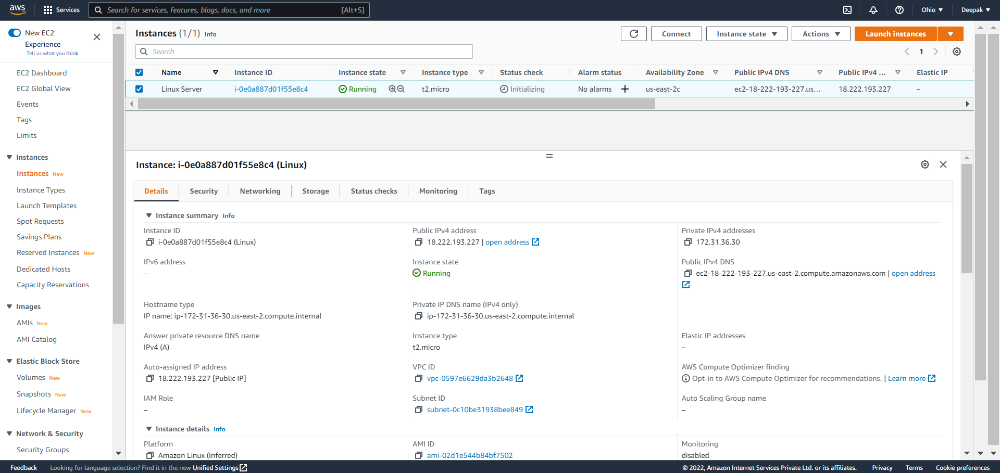 aws Services Search for services, features, blogs, docs, and more [Alt+S] Ohio Deepak
New EC2
Experience
Tell us what you think
EC2 Dashboard
EC2 Global View
Events
Tags
Limits
Instances
Instances New
Instance Types
Launch Templates
Spot Requests
Savings Plans
Reserved Instances New
Dedicated Hosts
Capacity Reservations
Images
AMIs New
AMI Catalog
Elastic Block Store
Volumes New
Snapshots New
Lifecycle Manager New
Network & Security
Security Groups
Instances (1/1) Info Connect Instance state Actions Launch instances
Search 1
Name Instance ID Instance state Instance type Status check Alarm status Availability Zone Public IPv4 DNS Public IPv4 ... Elastic IP
Linux Server i-0e0a887d01f55e8c4 Running t2.micro Initializing No alarms us-east-2c ec2-18-222-193-227.us... 18.222.193.227 –
Instance: i-0e0a887d01f55e8c4 (Linux)
Details Security Networking Storage Status checks Monitoring Tags
Instance summary Info
Instance ID Public IPv4 address Private IPv4 addresses
i-0e0a887d01f55e8c4 (Linux) 18.222.193.227 | open address 172.31.36.30
IPv6 address Instance state Public IPv4 DNS
– Running ec2-18-222-193-227.us-east-2.compute.amazonaws.com | open address
Hostname type Private IP DNS name (IPv4 only)
IP name: ip-172-31-36-30.us-east-2.compute.internal ip-172-31-36-30.us-east-2.compute.internal
Answer private resource DNS name Instance type Elastic IP addresses
IPv4 (A) t2.micro –
Auto-assigned IP address VPC ID AWS Compute Optimizer finding
18.222.193.227 [Public IP] vpc-0597e6629da3b2648 Opt-in to AWS Compute Optimizer for recommendations. | Learn more
IAM Role Subnet ID Auto Scaling Group name
– subnet-0c10be31938bee849 –
Instance details Info
Platform AMI ID Monitoring
Amazon Linux (Inferred) ami-02d1e544b84bf7502 disabled
Feedback Looking for language selection? Find it in the new Unified Settings © 2022, Amazon Internet Services Private Ltd. or its affiliates. Privacy Terms Cookie preferences